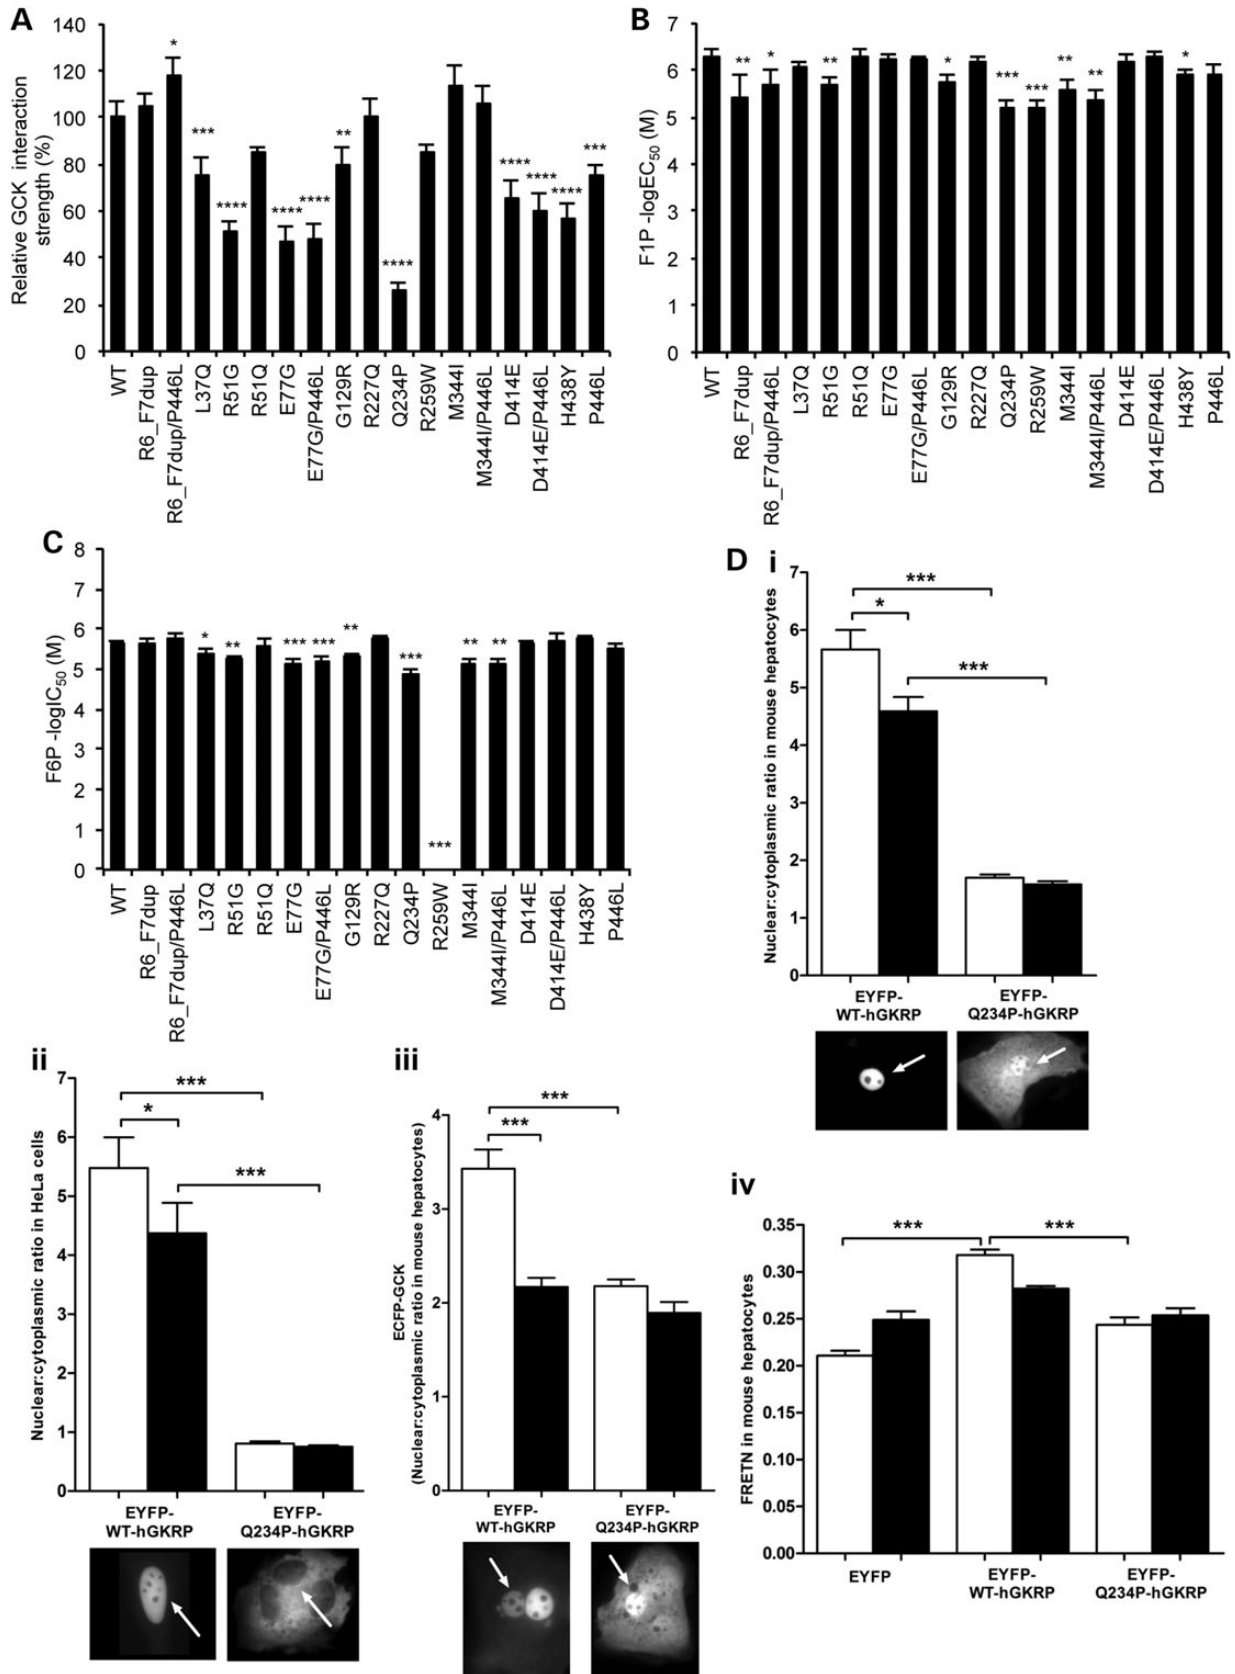 A
Relative GCK interaction
strength (%)
140
120
100
80
60
40
20
0
*
***
****
****
****
**
****
****
****
****
***
WT
R6_F7dup
R6_F7dup/P446L
L37Q
R51G
R51Q
E77G
E77G/P446L
G129R
R227Q
Q234P
R259W
M344I
M344I/P446L
D414E
D414E/P446L
H438Y
P446L
B
F1P -logEC50 (M)
7
6
5
4
3
2
1
0
**
*
**
*
***
***
**
**
*
WT
R6_F7dup
R6_F7dup/P446L
L37Q
R51G
R51Q
E77G
E77G/P446L
G129R
R227Q
Q234P
R259W
M344I
M344I/P446L
D414E
D414E/P446L
H438Y
P446L
C
F6P -logIC50 (M)
8
7
6
5
4
3
2
1
0
*
**
***
***
**
***
***
**
**
WT
R6_F7dup
R6_F7dup/P446L
L37Q
R51G
R51Q
E77G
E77G/P446L
G129R
R227Q
Q234P
R259W
M344I
M344I/P446L
D414E
D414E/P446L
H438Y
P446L
D
i
Nuclear:cytoplasmic ratio in mouse hepatocytes
7
6
5
4
3
2
1
0
***
*
***
EYFP-
WT-hGKRP
EYFP-
Q234P-hGKRP
ii
Nuclear:cytoplasmic ratio in HeLa cells
7
6
5
4
3
2
1
0
***
*
***
EYFP-
WT-hGKRP
EYFP-
Q234P-hGKRP
iii
ECFP-GCK
(Nuclear:cytoplasmic ratio in mouse hepatocytes)
4
3
2
1
0
***
***
EYFP-
WT-hGKRP
EYFP-
Q234P-hGKRP
iv
FRETN in mouse hepatocytes
0.35
0.30
0.25
0.20
0.15
0.10
0.05
0.00
***
***
EYFP
EYFP-
WT-hGKRP
EYFP-
Q234P-hGKRP